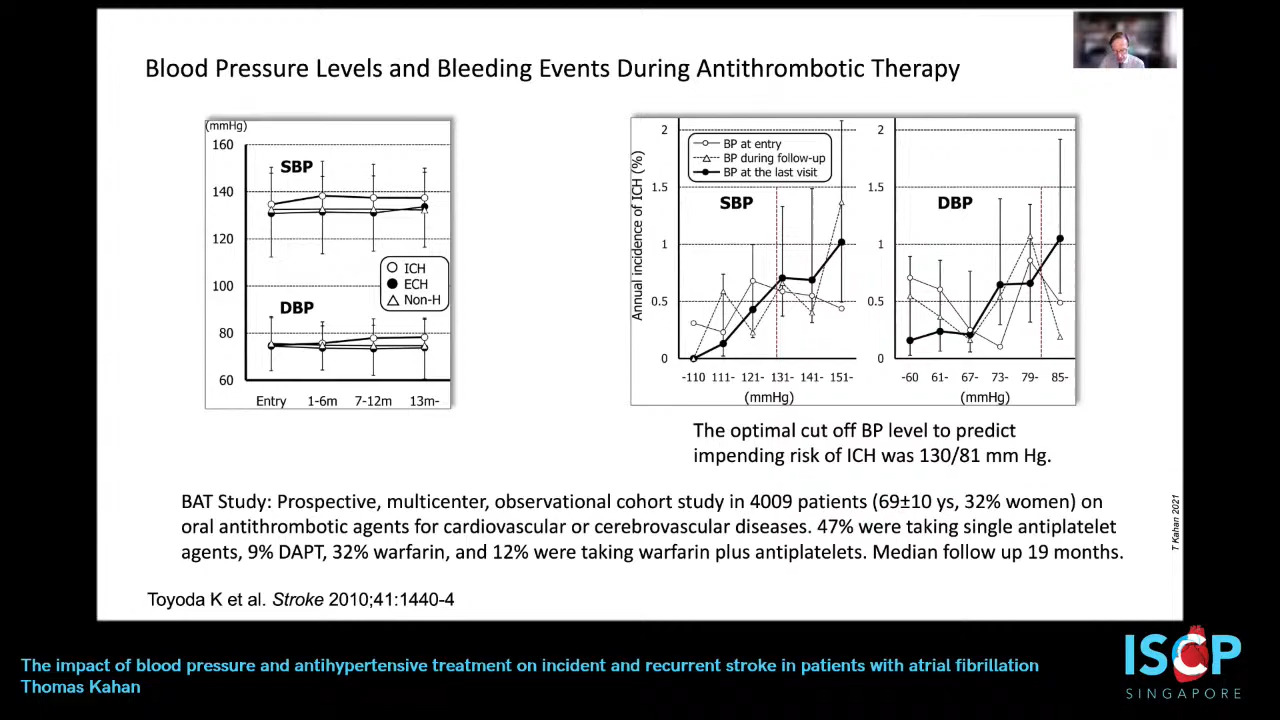 Blood Pressure Levels and Bleeding Events During Antithrombotic Therapy
(mmHg)
160
140
120
100
80
60
SBP
DBP
ICH
ECH
Non-H
Entry 1-6m 7-12m 13m-
Annual incidence of ICH (%)
2
1.5
1
0.5
0
BP at entry
BP during follow-up
BP at the last visit
SBP
-110 111- 121- 131- 141- 151-
(mmHg)
2
1.5
1
0.5
0
DBP
-60 61- 67- 73- 79- 85-
(mmHg)
The optimal cut off BP level to predict
impending risk of ICH was 130/81 mm Hg.
BAT Study: Prospective, multicenter, observational cohort study in 4009 patients (69±10 ys, 32% women) on
oral antithrombotic agents for cardiovascular or cerebrovascular diseases. 47% were taking single antiplatelet
agents, 9% DAPT, 32% warfarin, and 12% were taking warfarin plus antiplatelets. Median follow up 19 months.
T Kahan 2021
Toyoda K et al. Stroke 2010;41:1440-4
The impact of blood pressure and antihypertensive treatment on incident and recurrent stroke in patients with atrial fibrillation
Thomas Kahan
ISCP
SINGAPORE